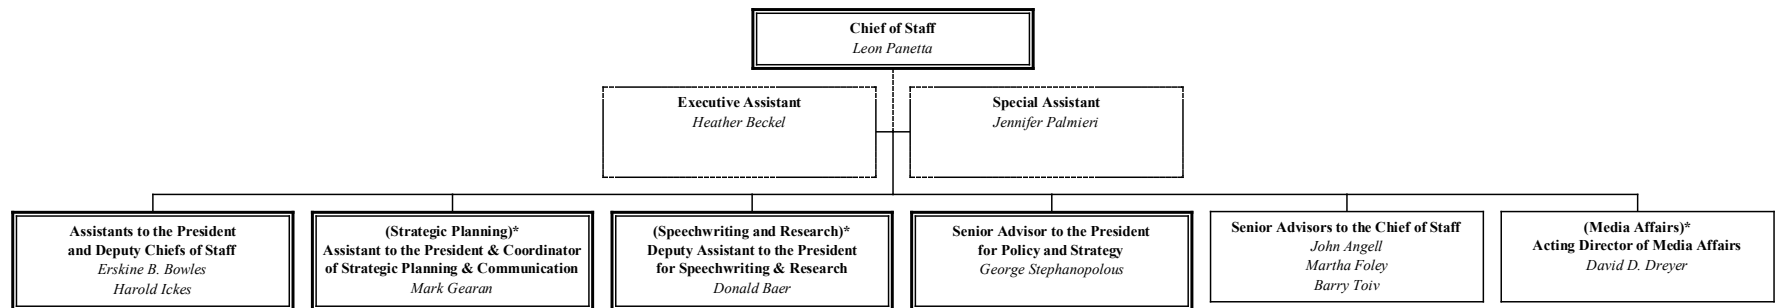 Chief of Staff
Leon Panetta
Executive Assistant
Heather Beckel
Special Assistant
Jennifer Palmieri
Assistants to the President
and Deputy Chiefs of Staff
Erskine B. Bowles
Harold Ickes
(Strategic Planning)*
Assistant to the President & Coordinator
of Strategic Planning & Communication
Mark Gearan
(Speechwriting and Research)*
Deputy Assistant to the President
for Speechwriting & Research
Donald Baer
Senior Advisor to the President
for Policy and Strategy
George Stephanopolous
Senior Advisors to the Chief of Staff
John Angell
Martha Foley
Barry Toiv
(Media Affairs)*
Acting Director of Media Affairs
David D. Dreyer